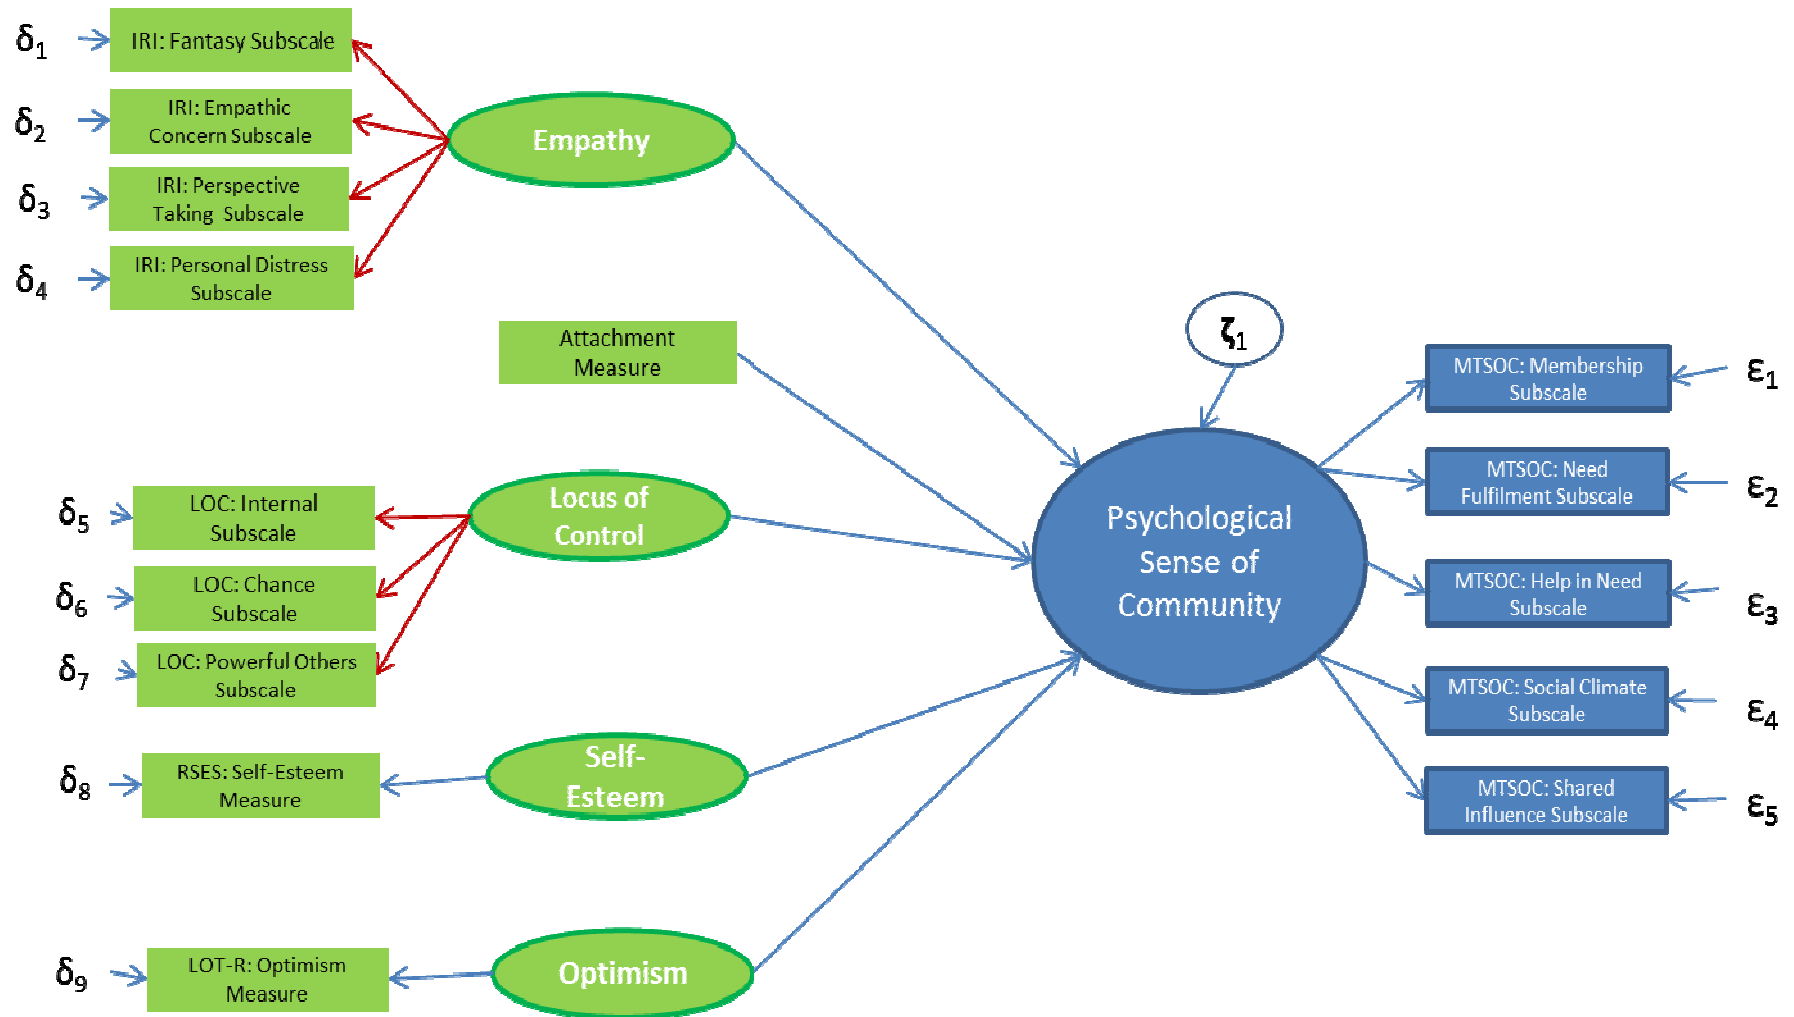 δ1
IRI: Fantasy Subscale
δ2
IRI: Empathic
Concern Subscale
Empathy
δ3
IRI: Perspective
Taking Subscale
δ4
IRI: Personal Distress
Subscale
Attachment
Measure
ζ1
MTSOC: Membership
Subscale
ε1
δ5
LOC: Internal
Subscale
Locus of
Control
Psychological
Sense of
Community
MTSOC: Need
Fulfilment Subscale
ε2
δ6
LOC: Chance
Subscale
MTSOC: Help in Need
Subscale
ε3
δ7
LOC: Powerful Others
Subscale
MTSOC: Social Climate
Subscale
ε4
δ8
RSES: Self-Esteem
Measure
Self-
Esteem
MTSOC: Shared
Influence Subscale
ε5
δ9
LOT-R: Optimism
Measure
Optimism